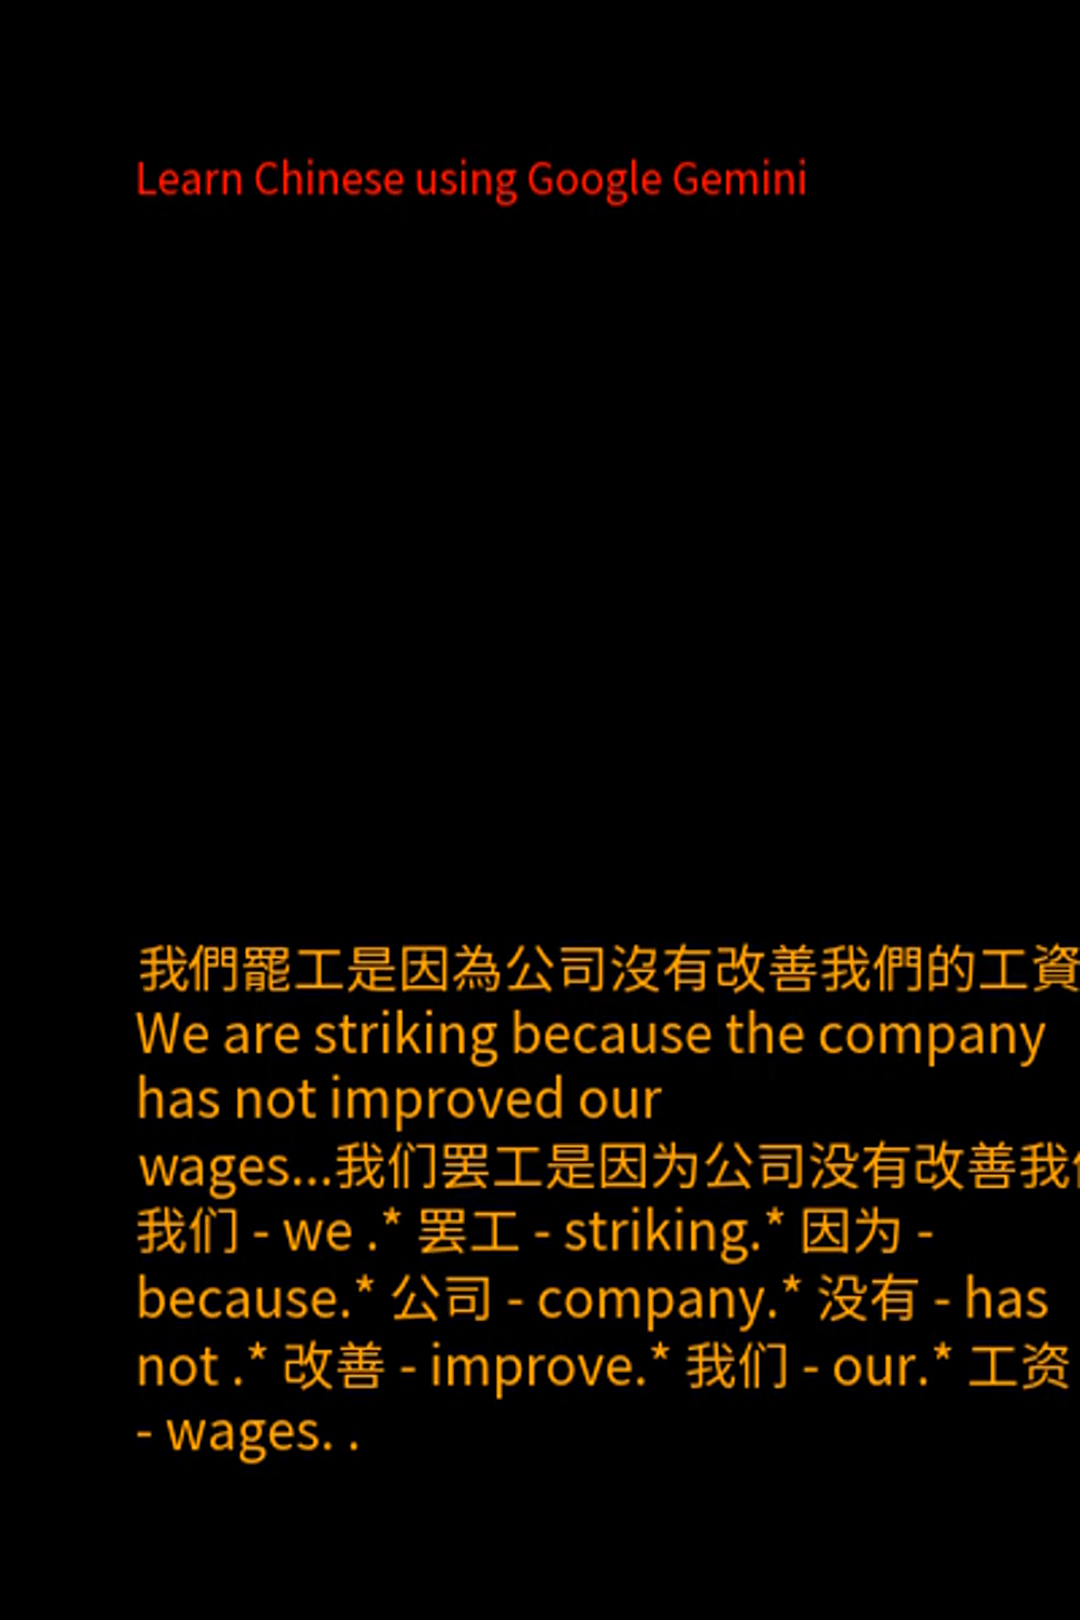 Learn Chinese using Google Gemini
我們罷工是因為公司沒有改善我們的工資
We are striking because the company
has not improved our
wages...我们罢工是因为公司没有改善我
我们 - we .* 罢工 - striking.* 因为 -
because.* 公司 - company.* 没有 - has
not .* 改善 - improve.* 我们 - our.* 工资
- wages. .